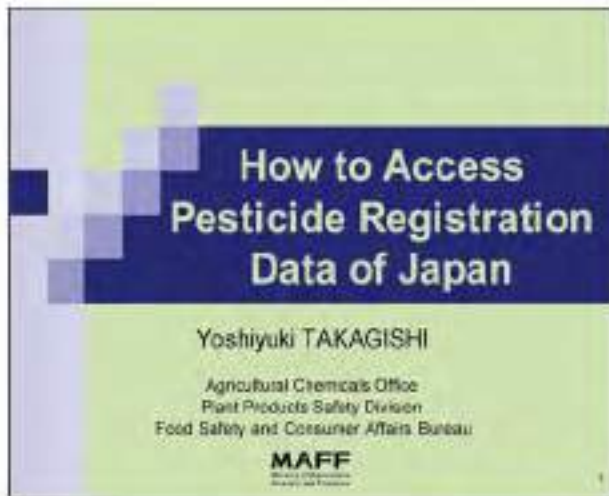 How to Access
Pesticide Registration
Data of Japan
Yoshiyuki TAKAGISHI
Agricultural Chemicals Office
Plant Products Safety Division
Food Safety and Consumer Affairs Bureau
MAFF